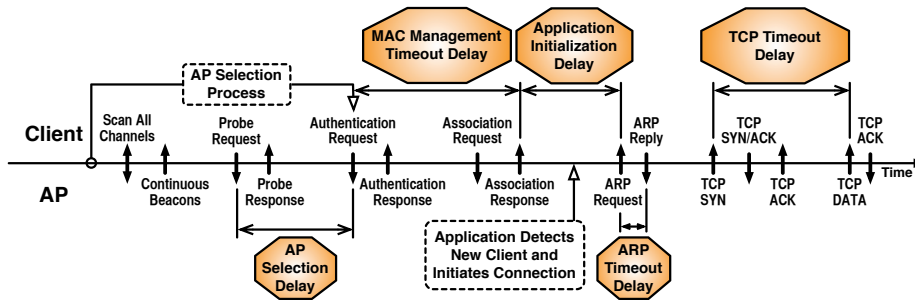 MAC Management
Timeout Delay
Application
Initialization
Delay
TCP Timeout
Delay
AP Selection
Process
Client
Scan All
Channels
Probe
Request
Authentication
Request
Association
Request
ARP
Reply
TCP
SYN/ACK
TCP
ACK
Time
AP
Continuous
Beacons
Probe
Response
Authentication
Response
Association
Response
ARP
Request
TCP
SYN
TCP
ACK
TCP
DATA
AP
Selection
Delay
Application Detects
New Client and
Initiates Connection
ARP
Timeout
Delay